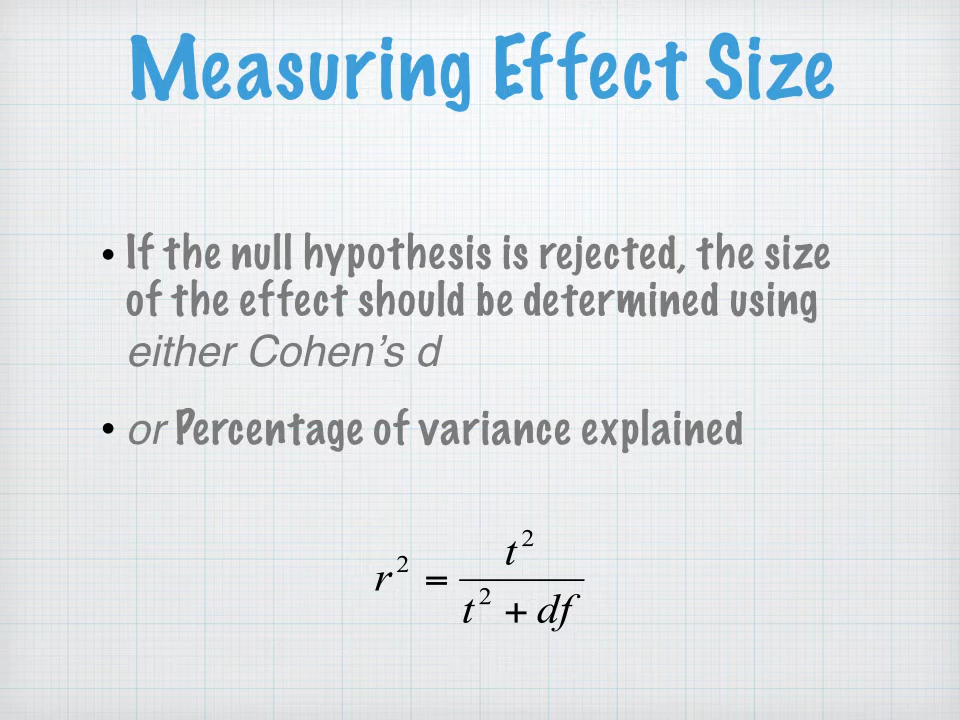 Measuring Effect Size
• If the null hypothesis is rejected, the size
of the effect should be determined using
either Cohen’s d
• or Percentage of variance explained
r² = t² / (t² + df)